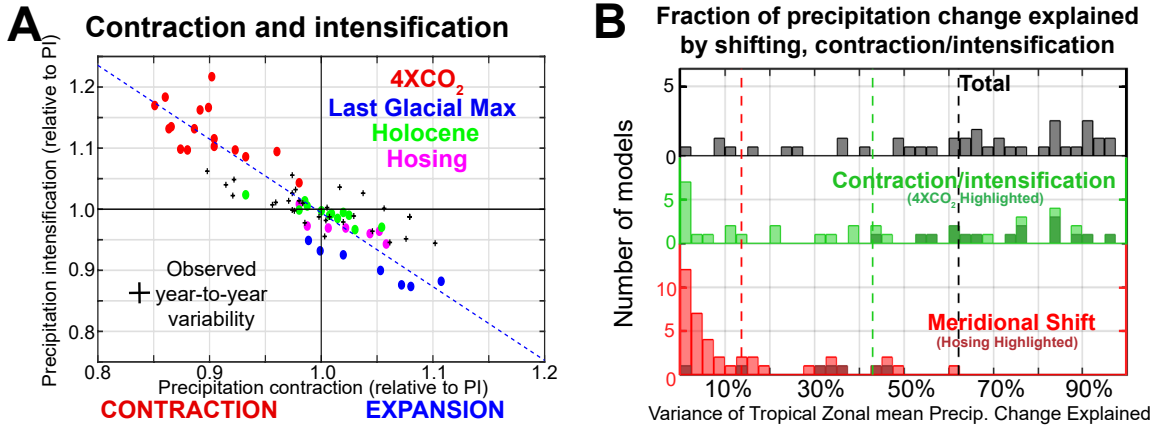 A
Contraction and intensification
Precipitation intensification (relative to PI)
1.2
1.1
1.0
0.9
0.8
4XCO2
Last Glacial Max
Holocene
Hosing
Observed
year-to-year
variability
0.8
0.9
1.0
1.1
1.2
Precipitation contraction (relative to PI)
CONTRACTION
EXPANSION
B
Fraction of precipitation change explained
by shifting, contraction/intensification
Number of models
5
0
Total
5
0
Contraction/intensification
(4XCO2 Highlighted)
10
5
0
Meridional Shift
(Hosing Highlighted)
10%
30%
50%
70%
90%
Variance of Tropical Zonal mean Precip. Change Explained